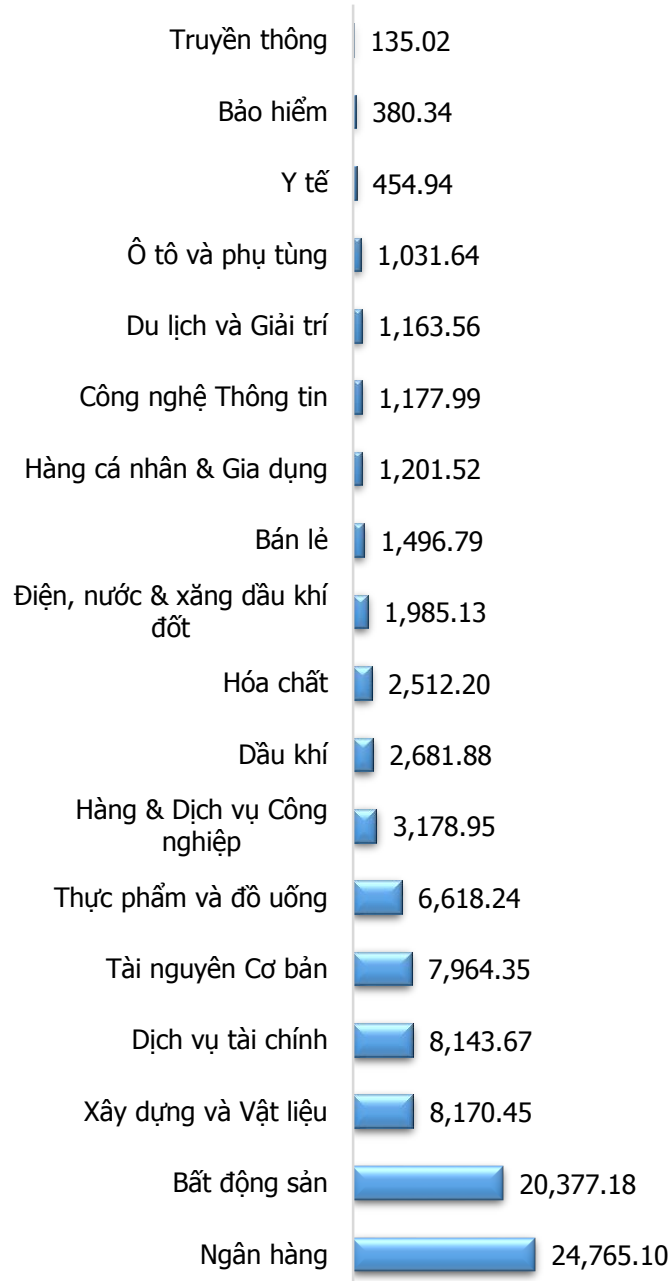 Truyền thông 135.02
Bảo hiểm 380.34
Y tế 454.94
Ô tô và phụ tùng 1,031.64
Du lịch và Giải trí 1,163.56
Công nghệ Thông tin 1,177.99
Hàng cá nhân & Gia dụng 1,201.52
Bán lẻ 1,496.79
Điện, nước & xăng dầu khí
đốt 1,985.13
Hóa chất 2,512.20
Dầu khí 2,681.88
Hàng & Dịch vụ Công
nghiệp 3,178.95
Thực phẩm và đồ uống 6,618.24
Tài nguyên Cơ bản 7,964.35
Dịch vụ tài chính 8,143.67
Xây dựng và Vật liệu 8,170.45
Bất động sản 20,377.18
Ngân hàng 24,765.10